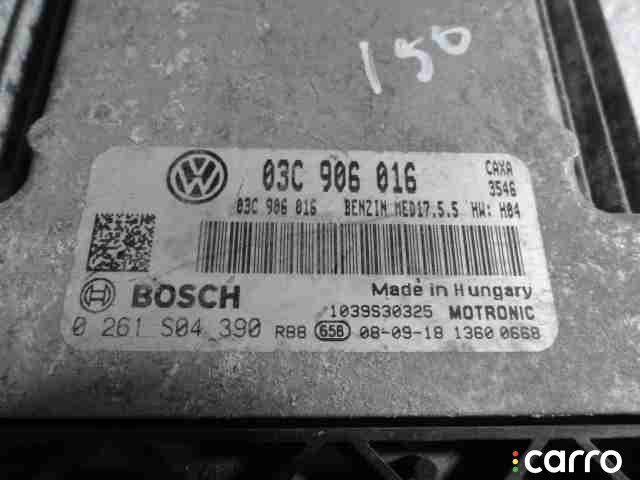 150
03C 906 016
CAXA
3546
03C 906 016 BENZIN MED17.5.5 HW: H04
BOSCH
Made in Hungary
1039S30325 MOTRONIC
0 261 S04 390 RBB 658 08-09-18 1360 0668
carro